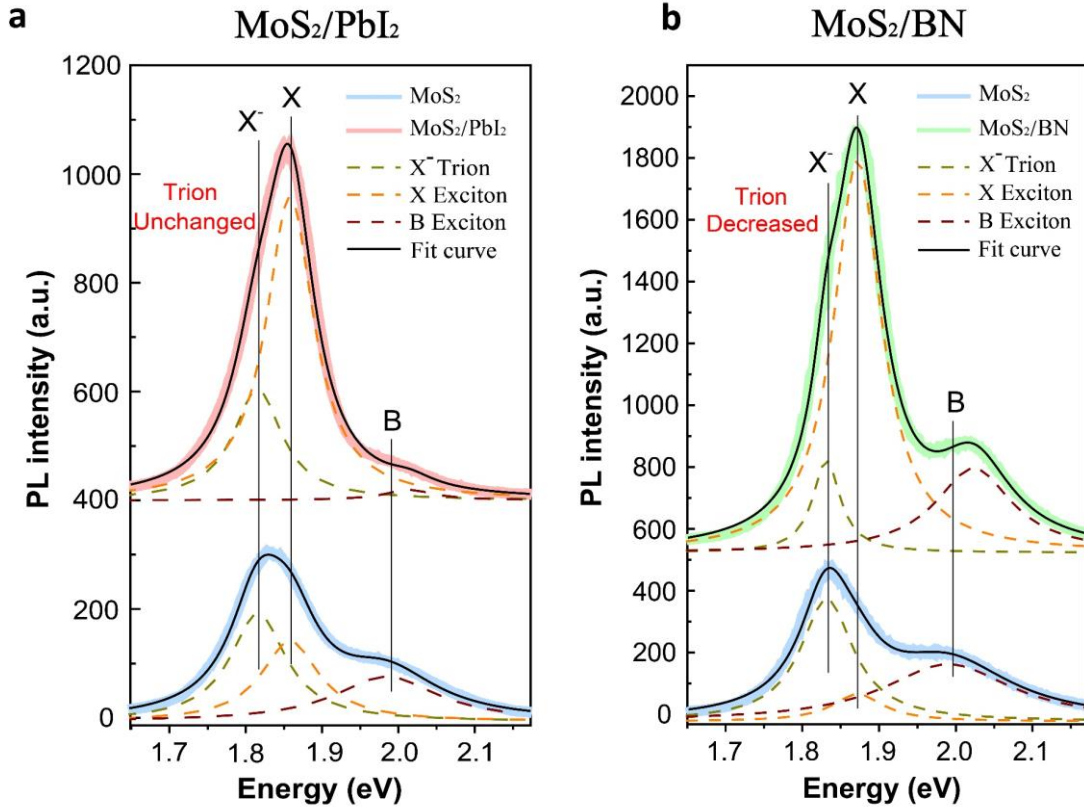 a
MoS₂/PbI₂
1200
1000
800
600
400
200
0
PL intensity (a.u.)
X⁻
X
B
Trion
Unchanged
MoS₂
MoS₂/PbI₂
X⁻ Trion
X Exciton
B Exciton
Fit curve
1.7 1.8 1.9 2.0 2.1
Energy (eV)
b
MoS₂/BN
2000
1800
1600
1400
1200
1000
800
600
400
200
0
PL intensity (a.u.)
X⁻
X
B
Trion
Decreased
MoS₂
MoS₂/BN
X⁻ Trion
X Exciton
B Exciton
Fit curve
1.7 1.8 1.9 2.0 2.1
Energy (eV)